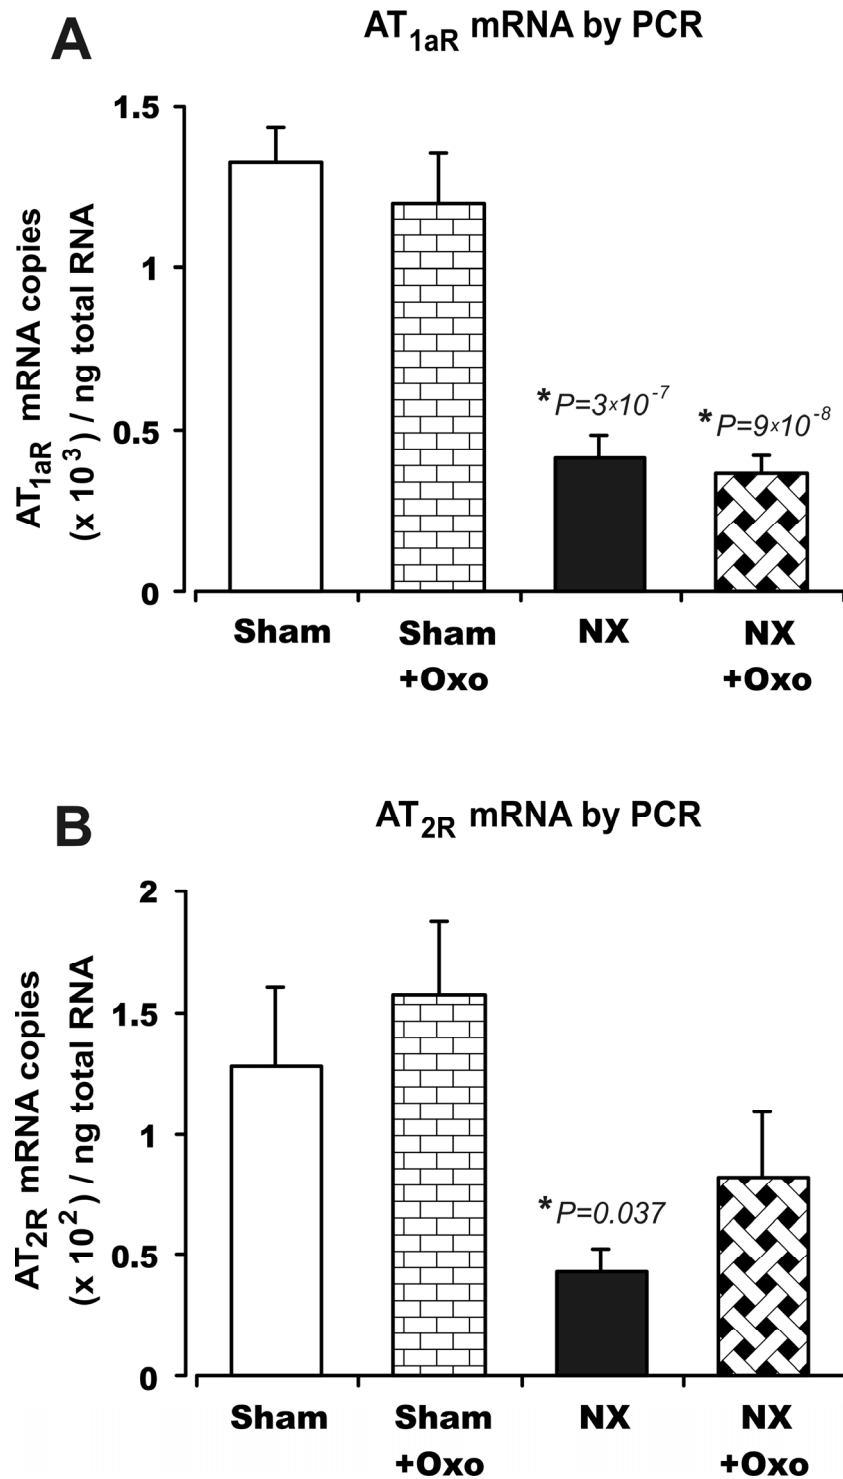 A
AT1aR mRNA by PCR
AT1aR mRNA copies
(x 10³) / ng total RNA
1.5
1
0.5
0
*P=3x10⁻⁷
*P=9x10⁻⁸
Sham
Sham
+Oxo
NX
NX
+Oxo
B
AT2R mRNA by PCR
AT2R mRNA copies
(x 10²) / ng total RNA
2
1.5
1
0.5
0
*P=0.037
Sham
Sham
+Oxo
NX
NX
+Oxo